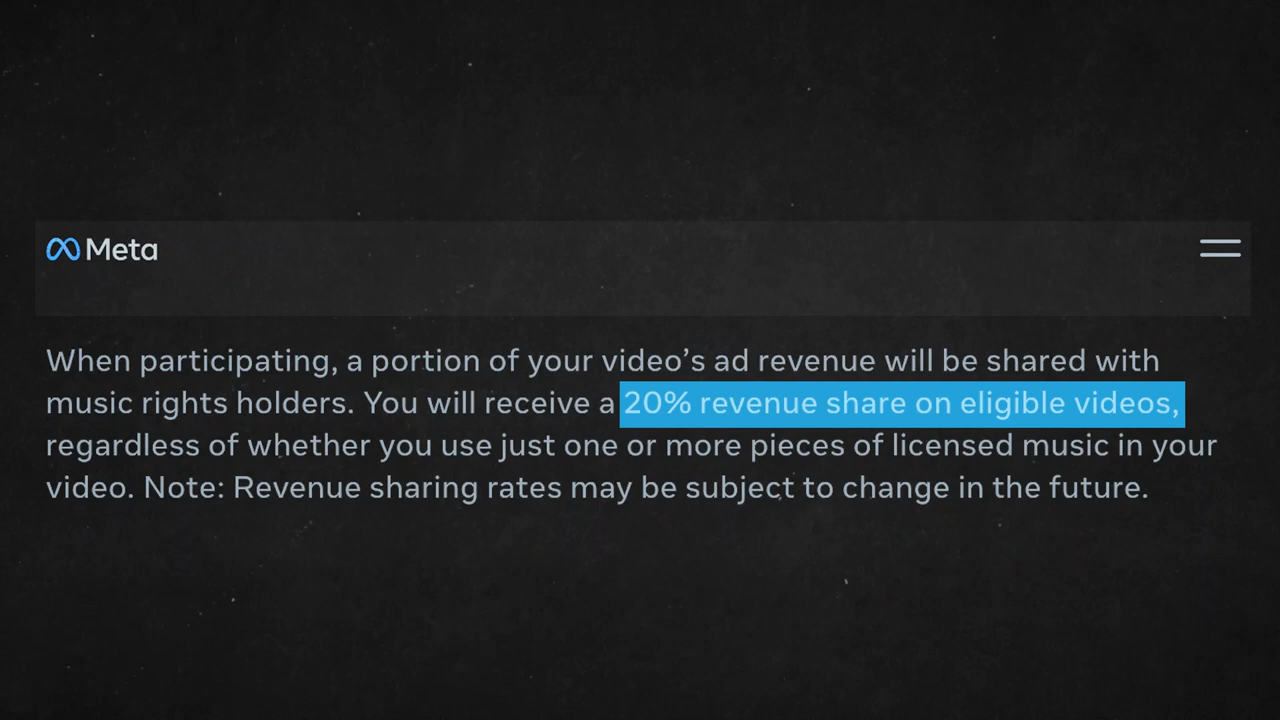 Meta
When participating, a portion of your video’s ad revenue will be shared with
music rights holders. You will receive a 20% revenue share on eligible videos,
regardless of whether you use just one or more pieces of licensed music in your
video. Note: Revenue sharing rates may be subject to change in the future.